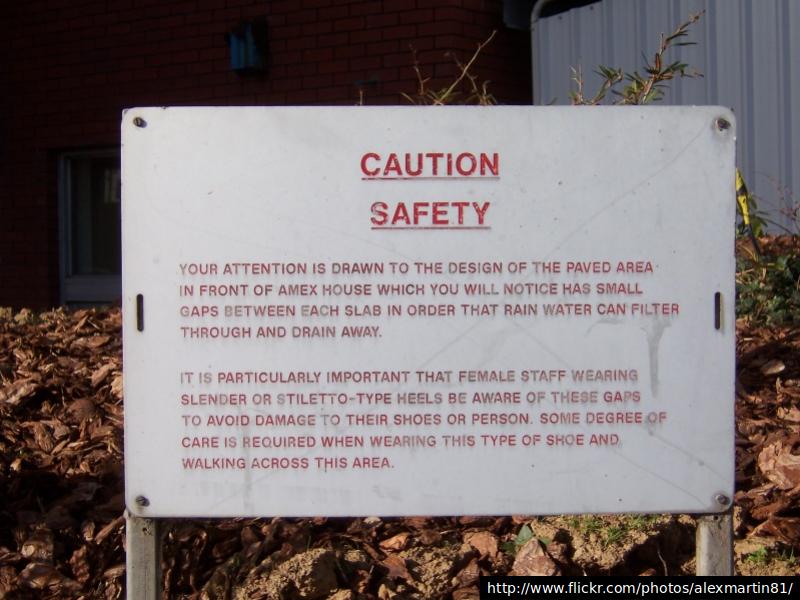 CAUTION
SAFETY
YOUR ATTENTION IS DRAWN TO THE DESIGN OF THE PAVED AREA
IN FRONT OF AMEX HOUSE WHICH YOU WILL NOTICE HAS SMALL
GAPS BETWEEN EACH SLAB IN ORDER THAT RAIN WATER CAN FILTER
THROUGH AND DRAIN AWAY.
IT IS PARTICULARLY IMPORTANT THAT FEMALE STAFF WEARING
SLENDER OR STILETTO-TYPE HEELS BE AWARE OF THESE GAPS
TO AVOID DAMAGE TO THEIR SHOES OR PERSON. SOME DEGREE OF
CARE IS REQUIRED WHEN WEARING THIS TYPE OF SHOE AND
WALKING ACROSS THIS AREA.
http://www.flickr.com/photos/alexmartin81/